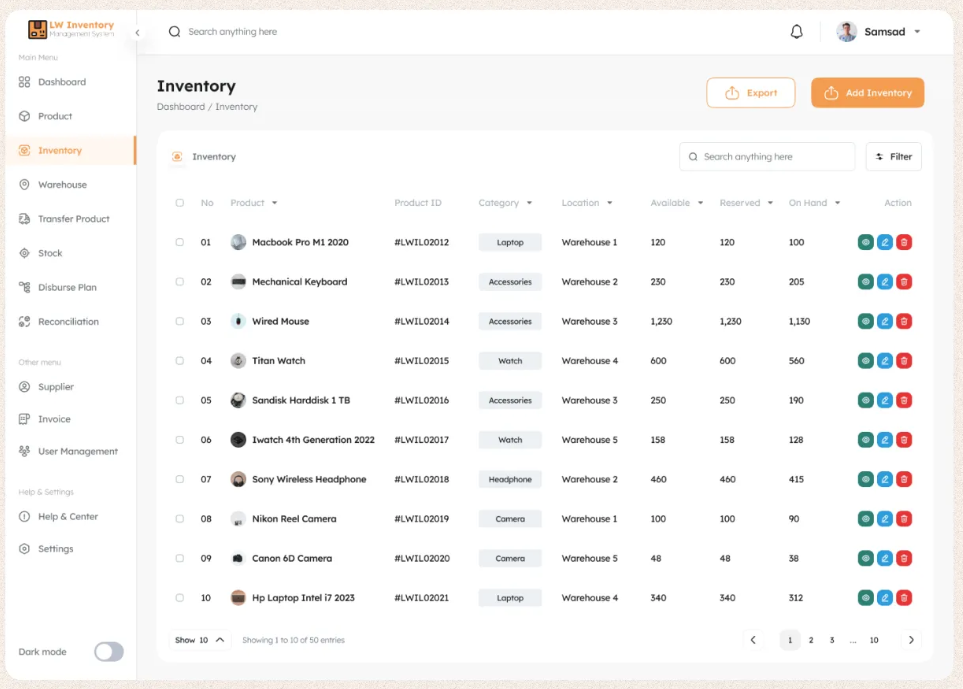 LW Inventory
Management System
Search anything here
Samsad
Main Menu
Dashboard
Product
Inventory
Warehouse
Transfer Product
Stock
Disburse Plan
Reconciliation
Other menu
Supplier
Invoice
User Management
Help & Settings
Help & Center
Settings
Dark mode
Inventory
Dashboard / Inventory
Export
Add Inventory
Inventory
Search anything here
Filter
No Product Product ID Category Location Available Reserved On Hand Action
01 Macbook Pro M1 2020 #LWIL02012 Laptop Warehouse 1 120 120 100
02 Mechanical Keyboard #LWIL02013 Accessories Warehouse 2 230 230 205
03 Wired Mouse #LWIL02014 Accessories Warehouse 3 1,230 1,230 1,130
04 Titan Watch #LWIL02015 Watch Warehouse 4 600 600 560
05 Sandisk Harddisk 1 TB #LWIL02016 Accessories Warehouse 3 250 250 190
06 Iwatch 4th Generation 2022 #LWIL02017 Watch Warehouse 5 158 158 128
07 Sony Wireless Headphone #LWIL02018 Headphone Warehouse 2 460 460 415
08 Nikon Reel Camera #LWIL02019 Camera Warehouse 1 100 100 90
09 Canon 6D Camera #LWIL02020 Camera Warehouse 5 48 48 38
10 Hp Laptop Intel i7 2023 #LWIL02021 Laptop Warehouse 4 340 340 312
Show 10 Showing 1 to 10 of 50 entries 1 2 3 ... 10